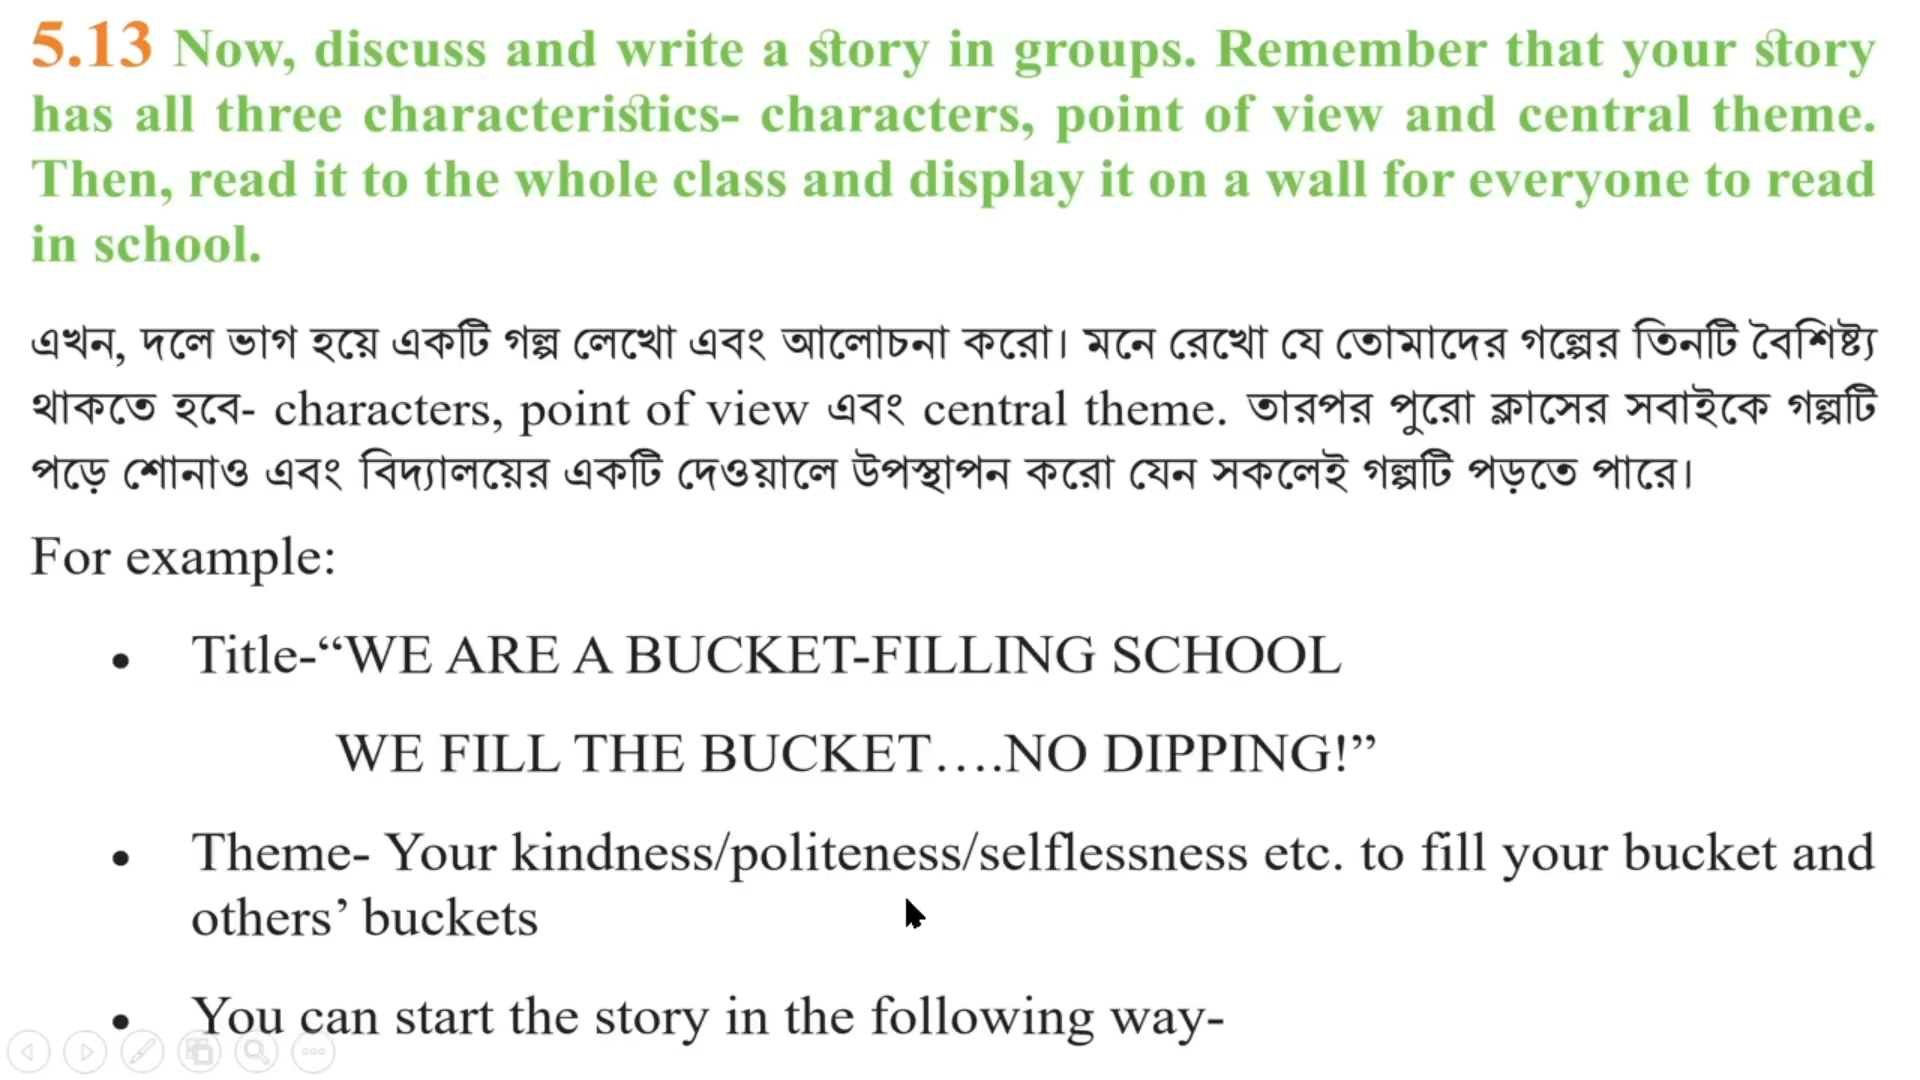 5.13 Now, discuss and write a story in groups. Remember that your story
has all three characteristics- characters, point of view and central theme.
Then, read it to the whole class and display it on a wall for everyone to read
in school.
এখন, দলে ভাগ হয়ে একটি গল্প লেখো এবং আলোচনা করো। মনে রেখো যে তোমাদের গল্পের তিনটি বৈশিষ্ট্য
থাকতে হবে- characters, point of view এবং central theme. তারপর পুরো ক্লাসের সবাইকে গল্পটি
পড়ে শোনাও এবং বিদ্যালয়ের একটি দেওয়ালে উপস্থাপন করো যেন সকলেই গল্পটি পড়তে পারে।
For example:
• Title-“WE ARE A BUCKET-FILLING SCHOOL
WE FILL THE BUCKET….NO DIPPING!”
• Theme- Your kindness/politeness/selflessness etc. to fill your bucket and
others’ buckets
• You can start the story in the following way-